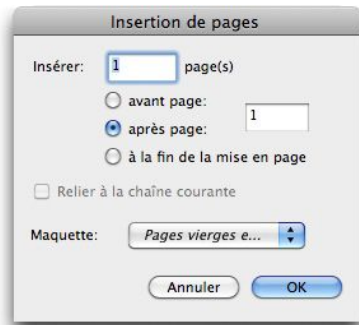 Insertion de pages
Insérer: 1 page(s)
avant page:
après page: 1
à la fin de la mise en page
Relier à la chaîne courante
Maquette: Pages vierges e...
Annuler OK